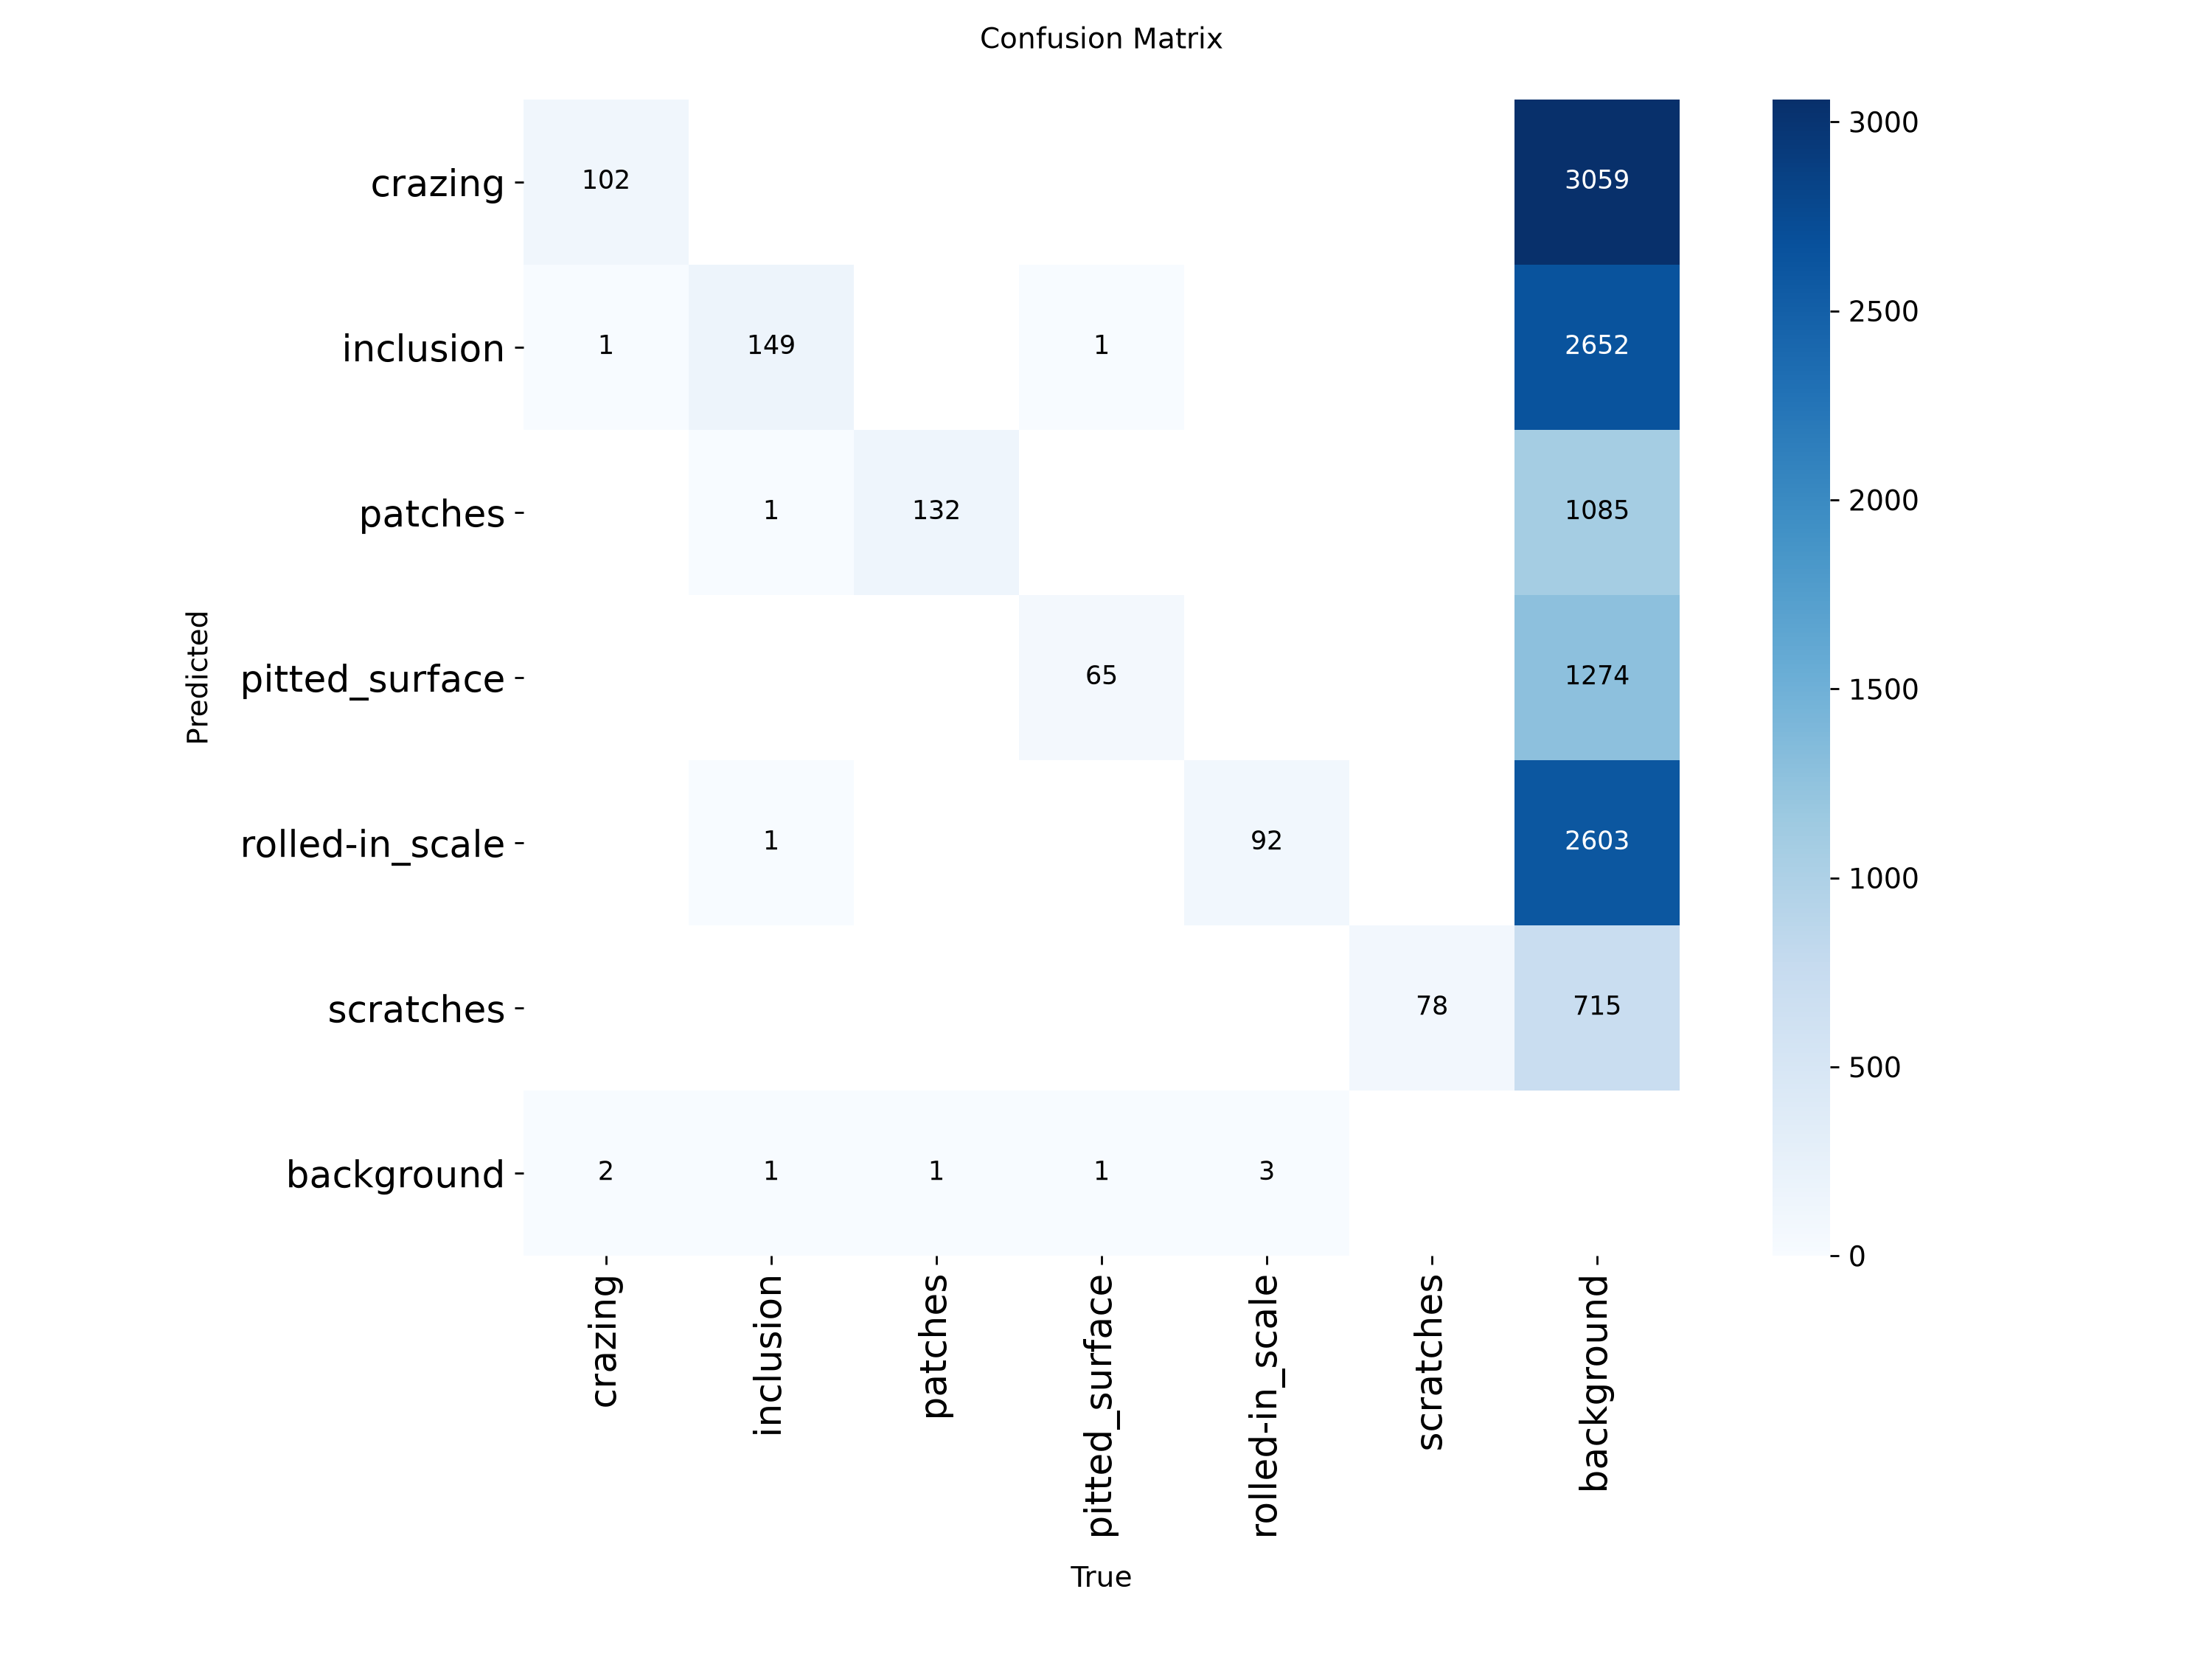 Confusion Matrix
crazing 102 3059
inclusion 1 149 1 2652
patches 1 132 1085
pitted_surface 65 1274
rolled-in_scale 1 92 2603
scratches 78 715
background 2 1 1 1 3
Predicted
crazing
inclusion
patches
pitted_surface
rolled-in_scale
scratches
background
True
3000
2500
2000
1500
1000
500
0